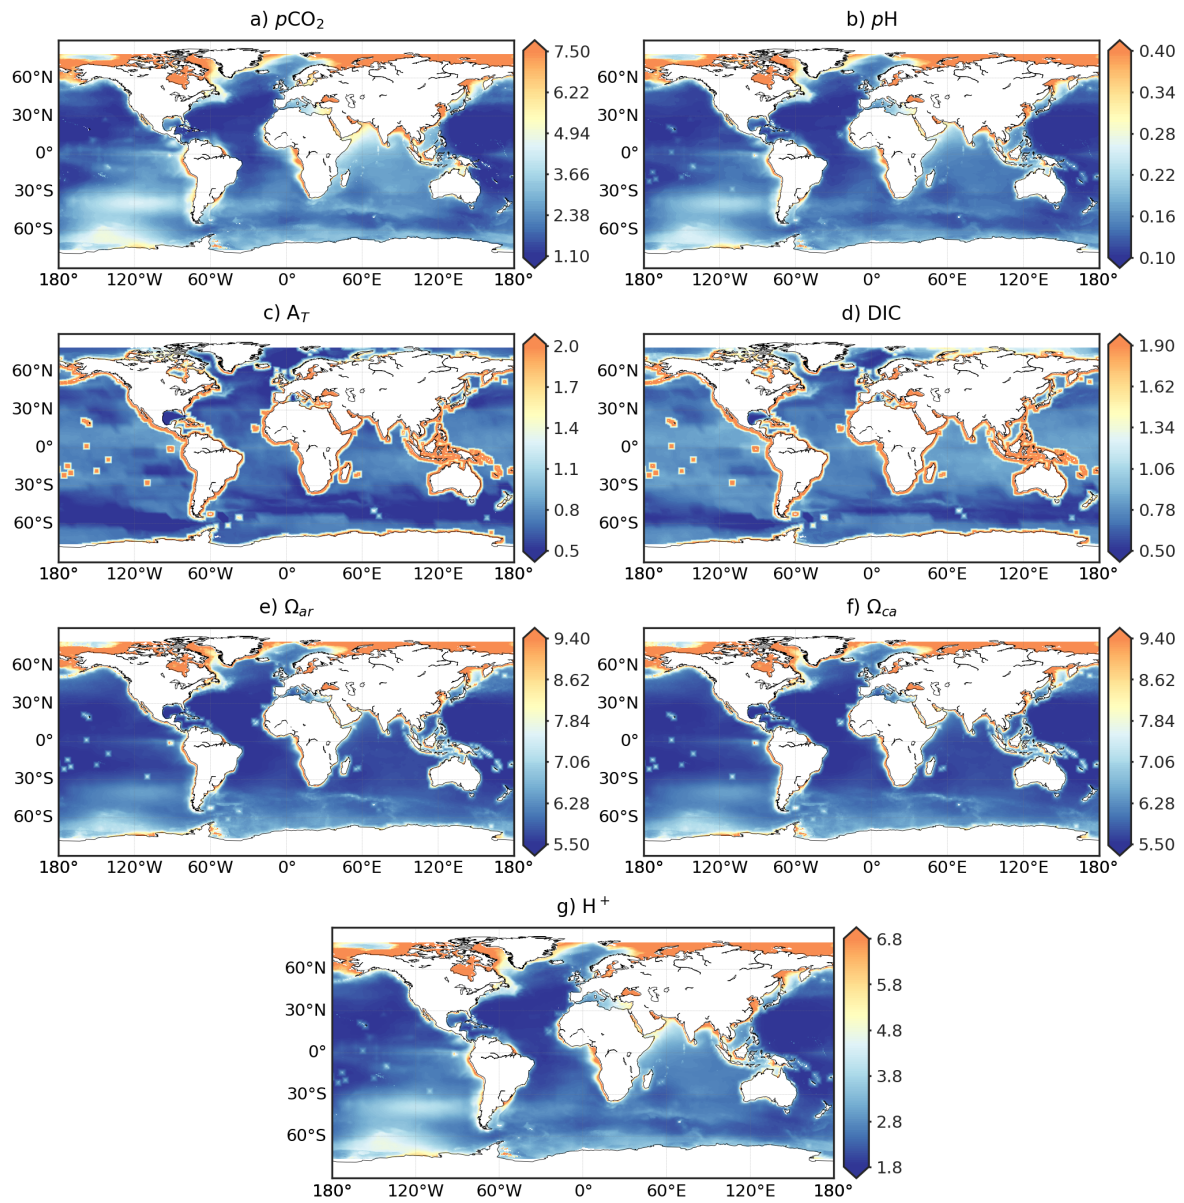 a) pCO2
60°N
30°N
0°
30°S
60°S
180° 120°W 60°W 0° 60°E 120°E 180°
7.50
6.22
4.94
3.66
2.38
1.10
b) pH
60°N
30°N
0°
30°S
60°S
180° 120°W 60°W 0° 60°E 120°E 180°
0.40
0.34
0.28
0.22
0.16
0.10
c) AT
60°N
30°N
0°
30°S
60°S
180° 120°W 60°W 0° 60°E 120°E 180°
2.0
1.7
1.4
1.1
0.8
0.5
d) DIC
60°N
30°N
0°
30°S
60°S
180° 120°W 60°W 0° 60°E 120°E 180°
1.90
1.62
1.34
1.06
0.78
0.50
e) Ωar
60°N
30°N
0°
30°S
60°S
180° 120°W 60°W 0° 60°E 120°E 180°
9.40
8.62
7.84
7.06
6.28
5.50
f) Ωca
60°N
30°N
0°
30°S
60°S
180° 120°W 60°W 0° 60°E 120°E 180°
9.40
8.62
7.84
7.06
6.28
5.50
g) H+
60°N
30°N
0°
30°S
60°S
180° 120°W 60°W 0° 60°E 120°E 180°
6.8
5.8
4.8
3.8
2.8
1.8